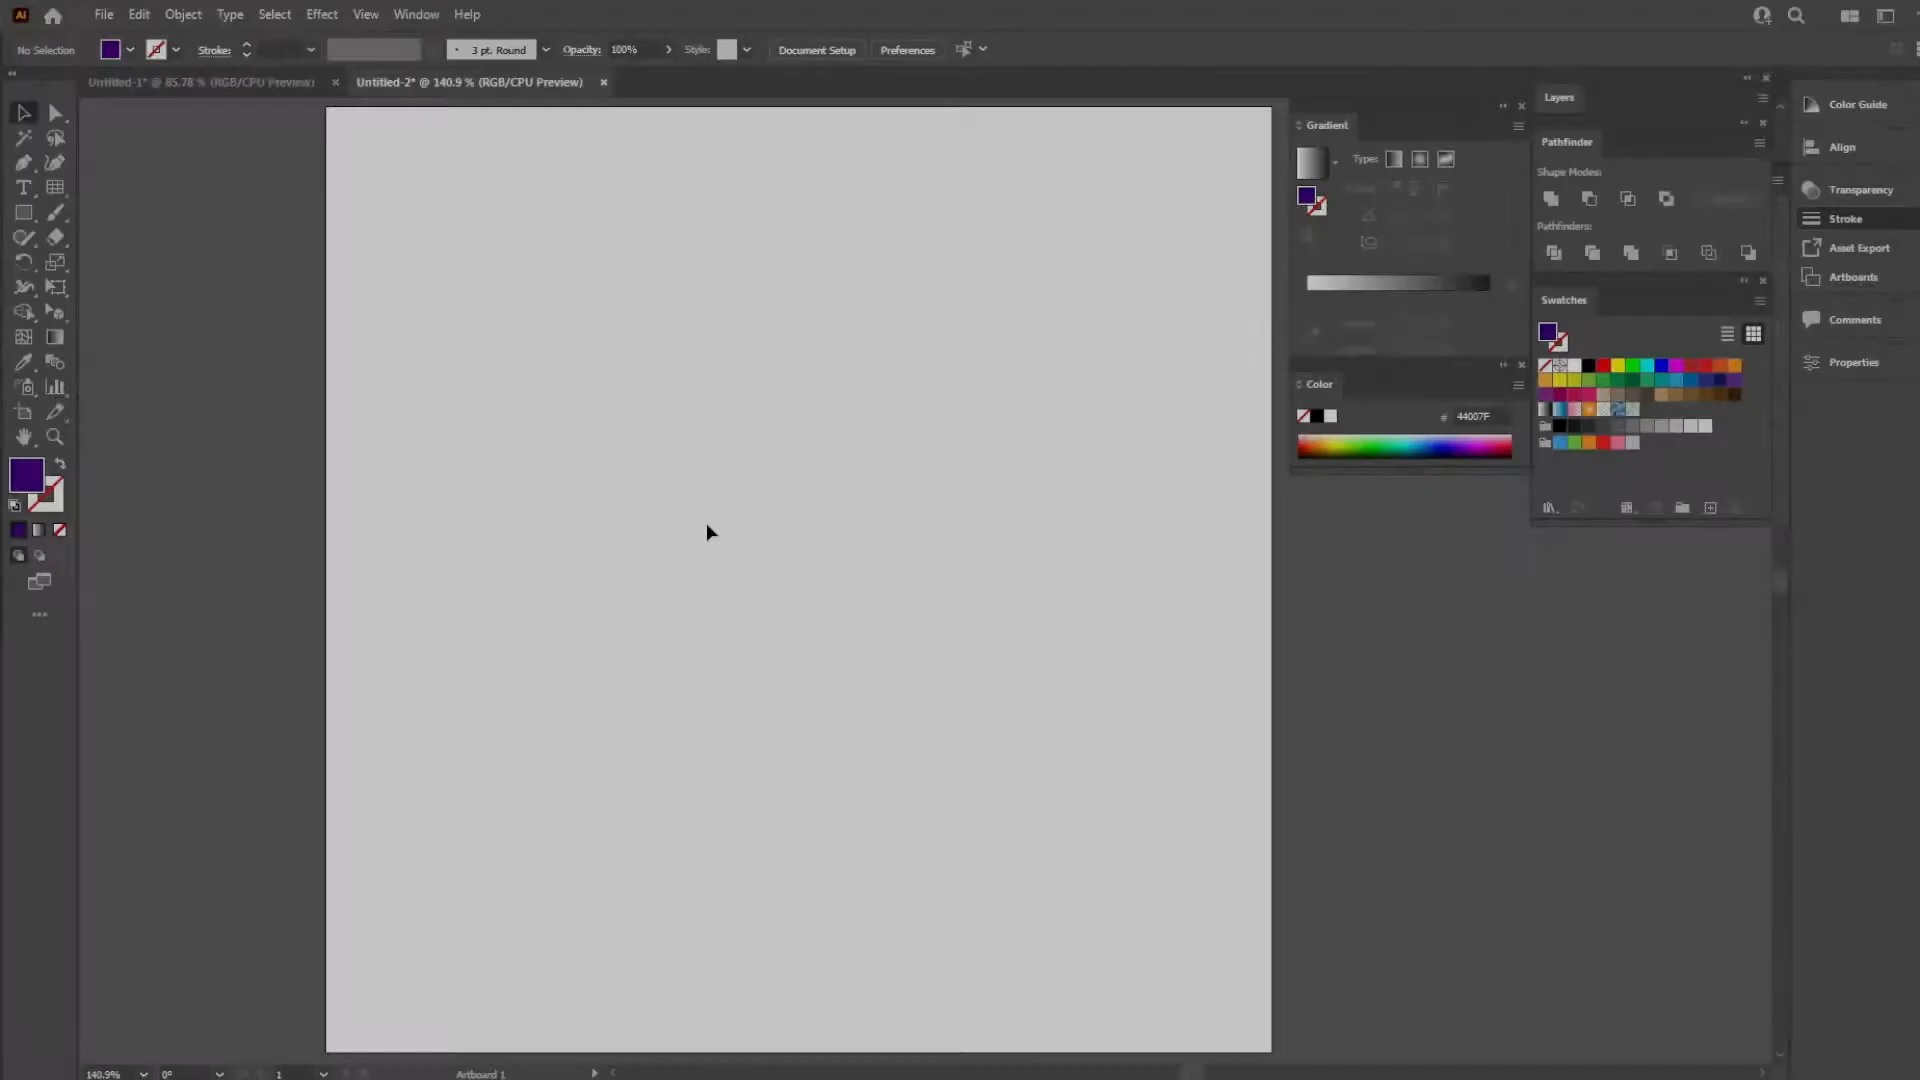 Ai
File Edit Object Type Select Effect View Window Help
No Selection
Stroke:
3 pt. Round
Opacity: 100%
Style:
Document Setup
Preferences
Untitled-1* @ 85.78 % (RGB/CPU Preview) ×
Untitled-2* @ 140.9 % (RGB/CPU Preview) ×
Gradient
Type:
Color
# 44007F
Layers
Pathfinder
Shape Modes:
Pathfinders:
Swatches
Color Guide
Align
Transparency
Stroke
Asset Export
Artboards
Comments
Properties
140.9%
0°
1
Artboard 1